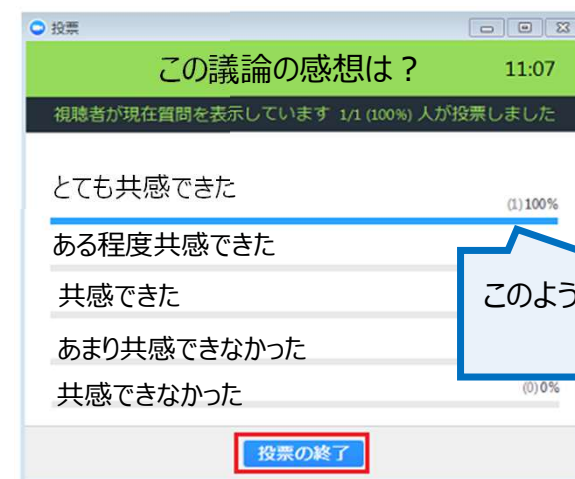 投票
この議論の感想は？ 11:07
視聴者が現在質問を表示しています 1/1 (100%) 人が投票しました
とても共感できた
(1) 100%
ある程度共感できた
共感できた
このよう
あまり共感できなかった
共感できなかった
(0) 0%
投票の終了